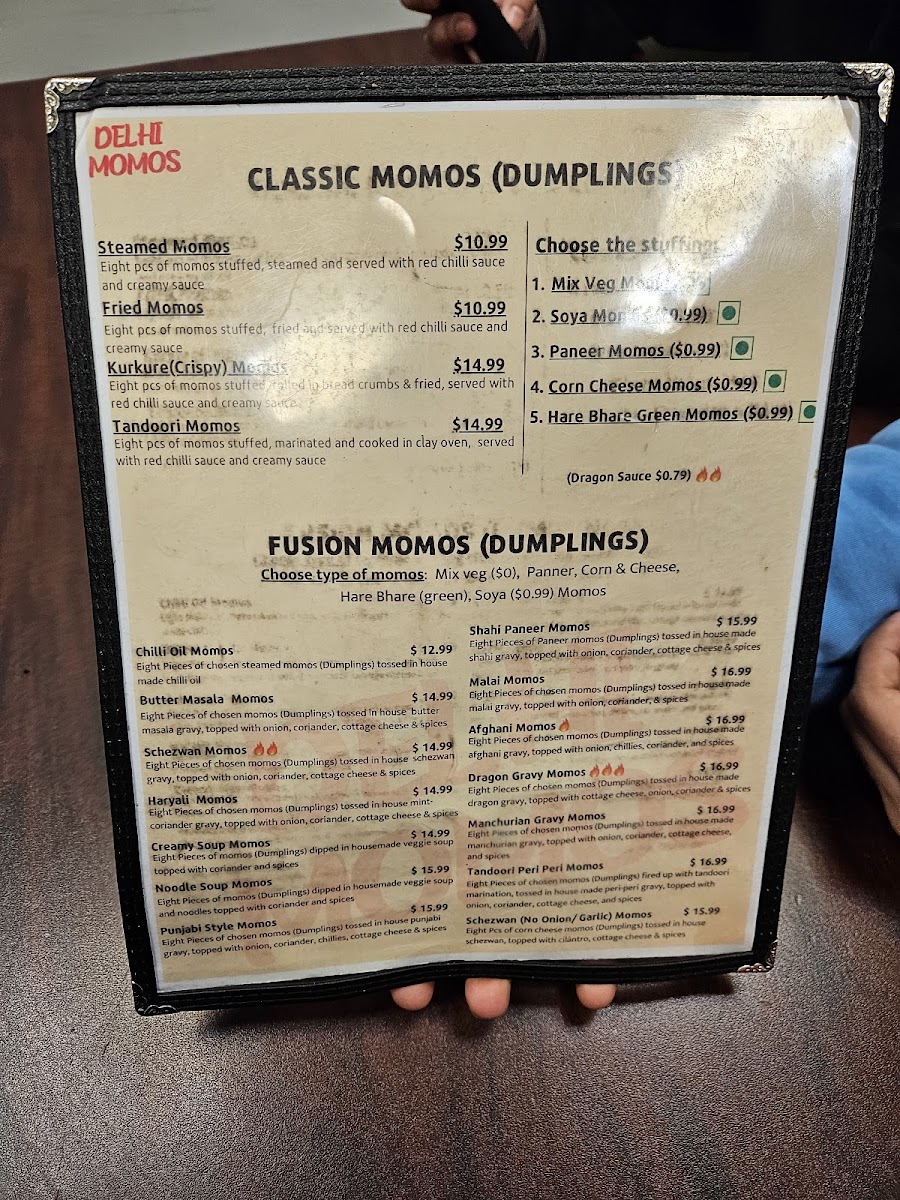 DELHI
MOMOS
CLASSIC MOMOS (DUMPLINGS)
Steamed Momos $10.99
Eight pcs of momos stuffed, steamed and served with red chilli sauce
and creamy sauce
Fried Momos $10.99
Eight pcs of momos stuffed, fried and served with red chilli sauce and
creamy sauce
Kurkure(Crispy) Momos $14.99
Eight pcs of momos stuffed, rolled in bread crumbs & fried, served with
red chilli sauce and creamy sauce
Tandoori Momos $14.99
Eight pcs of momos stuffed, marinated and cooked in clay oven, served
with red chilli sauce and creamy sauce
Choose the stuffing:
1. Mix Veg Momos
2. Soya Momos ($0.99)
3. Paneer Momos ($0.99)
4. Corn Cheese Momos ($0.99)
5. Hare Bhare Green Momos ($0.99)
(Dragon Sauce $0.79) 🔥🔥
FUSION MOMOS (DUMPLINGS)
Choose type of momos: Mix veg ($0), Panner, Corn & Cheese,
Hare Bhare (green), Soya ($0.99) Momos
Chilli Oil Momos $ 12.99
Eight Pieces of chosen steamed momos (Dumplings) tossed in house
made chilli oil
Butter Masala Momos $ 14.99
Eight Pieces of chosen momos (Dumplings) tossed in house butter
masala gravy, topped with onion, coriander, cottage cheese & spices
Schezwan Momos 🔥🔥 $ 14.99
Eight Pieces of chosen momos (Dumplings) tossed in house schezwan
gravy, topped with onion, coriander, cottage cheese & spices
Haryali Momos $ 14.99
Eight Pieces of chosen momos (Dumplings) tossed in house mint-
coriander gravy, topped with onion, coriander, cottage cheese & spices
Creamy Soup Momos $ 14.99
Eight Pieces of momos (Dumplings) dipped in housemade veggie soup
topped with coriander and spices
Noodle Soup Momos $ 15.99
Eight Pieces of momos (Dumplings) dipped in housemade veggie soup
and noodles topped with coriander and spices
Punjabi Style Momos $ 15.99
Eight Pieces of chosen momos (Dumplings) tossed in house punjabi
gravy, topped with onion, coriander, chillies, cottage cheese & spices
Shahi Paneer Momos $ 15.99
Eight Pieces of Paneer momos (Dumplings) tossed in house made
shahi gravy, topped with onion, coriander, cottage cheese & spices
Malai Momos $ 16.99
Eight Pieces of chosen momos (Dumplings) tossed in house made
malai gravy, topped with onion, coriander, & spices
Afghani Momos 🔥 $ 16.99
Eight Pieces of chosen momos (Dumplings) tossed in house made
afghani gravy, topped with onion, chillies, coriander, and spices
Dragon Gravy Momos 🔥🔥🔥 $ 16.99
Eight Pieces of chosen momos (Dumplings) tossed in house made
dragon gravy, topped with cottage cheese, onion, coriander & spices
Manchurian Gravy Momos $ 16.99
Eight Pieces of chosen momos (Dumplings) tossed in house made
manchurian gravy, topped with onion, coriander, cottage cheese,
and spices
Tandoori Peri Peri Momos $ 16.99
Eight Pieces of chosen momos (Dumplings) fired up with tandoori
marination, tossed in house made peri-peri gravy, topped with
onion, coriander, cottage cheese, and spices
Schezwan (No Onion/ Garlic) Momos $ 15.99
Eight Pcs of corn cheese momos (Dumplings) tossed in house
schezwan, topped with cilantro, cottage cheese & spices